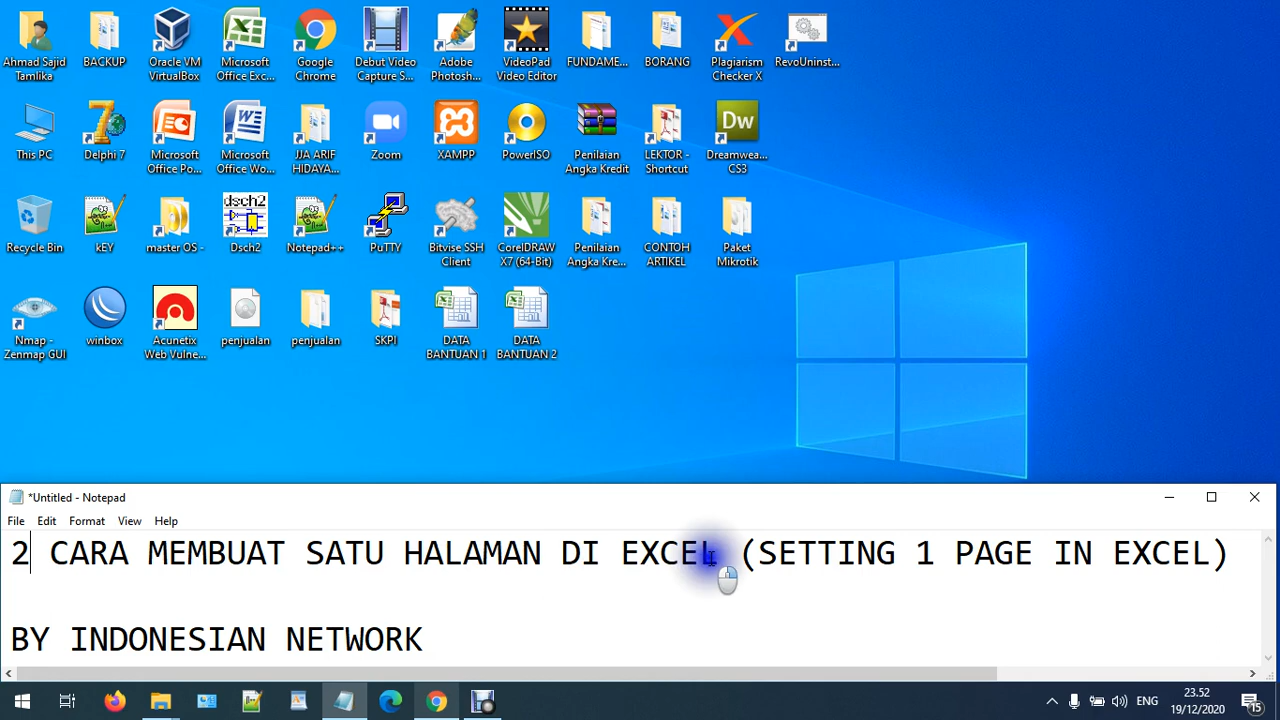 Ahmad Sajid Tamlika
BACKUP
Oracle VM VirtualBox
Microsoft Office Exc...
Google Chrome
Debut Video Capture S...
Adobe Photosh...
VideoPad Video Editor
FUNDAME...
BORANG
Plagiarism Checker X
RevoUninst...
This PC
Delphi 7
Microsoft Office Po...
Microsoft Office Wo...
JJA ARIF HIDAYA...
Zoom
XAMPP
PowerISO
Penilaian Angka Kredit
LEKTOR - Shortcut
Dw
Dreamwea... CS3
Recycle Bin
kEY
master OS -
dsch2
Dsch2
Notepad++
PuTTY
Bitvise SSH Client
CorelDRAW X7 (64-Bit)
Penilaian Angka Kre...
CONTOH ARTIKEL
Paket Mikrotik
Nmap - Zenmap GUI
winbox
Acunetix Web Vulne...
penjualan
penjualan
SKPI
DATA BANTUAN 1
DATA BANTUAN 2
*Untitled - Notepad
File Edit Format View Help
2 CARA MEMBUAT SATU HALAMAN DI EXCEL (SETTING 1 PAGE IN EXCEL)
BY INDONESIAN NETWORK
ENG
23.52
19/12/2020
15